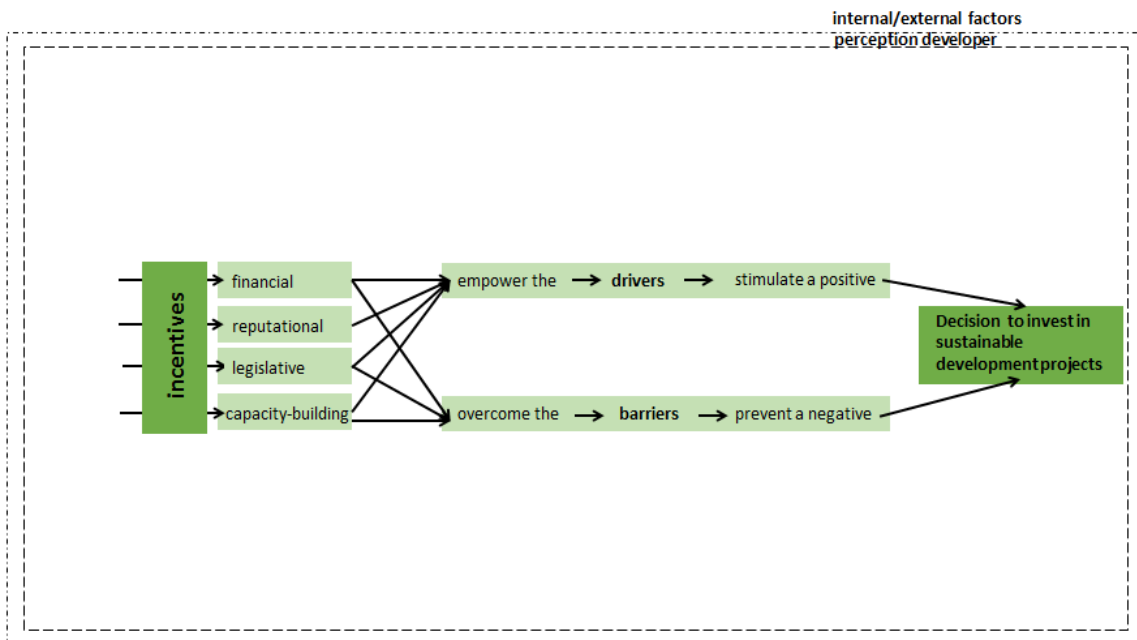 internal/external factors
perception developer
incentives
financial
reputational
legislative
capacity-building
empower the drivers stimulate a positive
overcome the barriers prevent a negative
Decision to invest in
sustainable
development projects